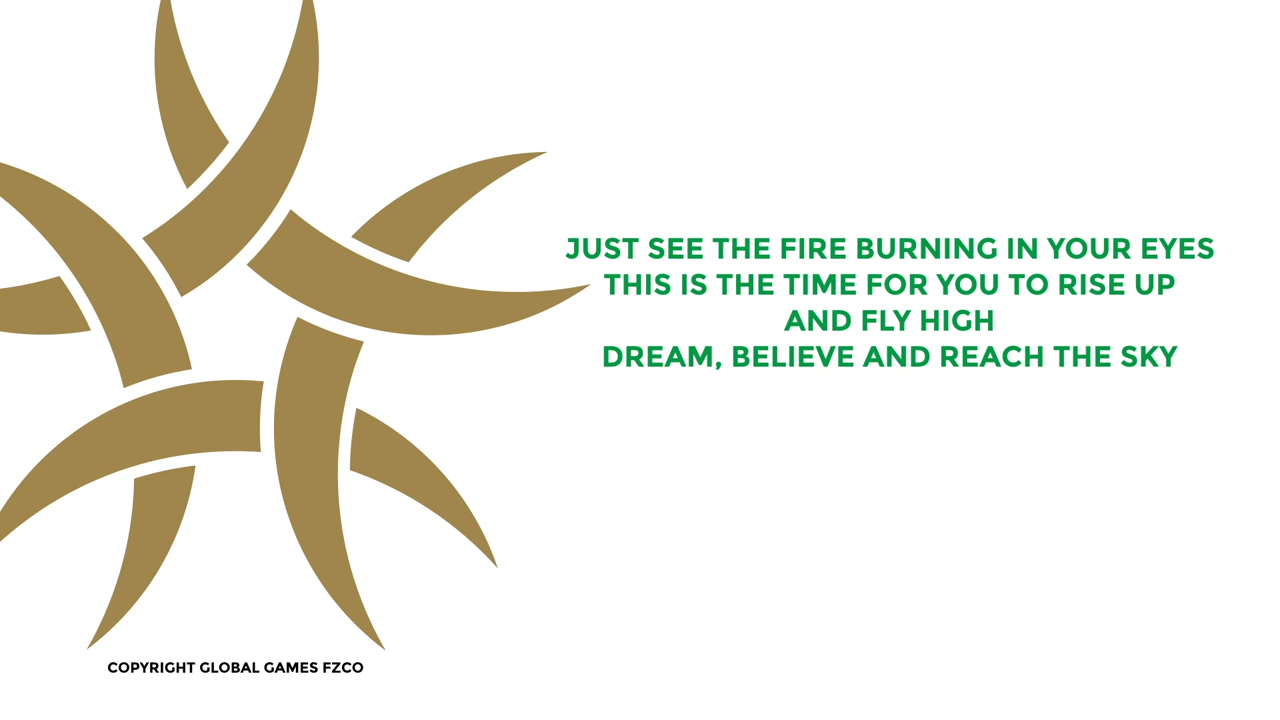 JUST SEE THE FIRE BURNING IN YOUR EYES
THIS IS THE TIME FOR YOU TO RISE UP
AND FLY HIGH
DREAM, BELIEVE AND REACH THE SKY
COPYRIGHT GLOBAL GAMES FZCO